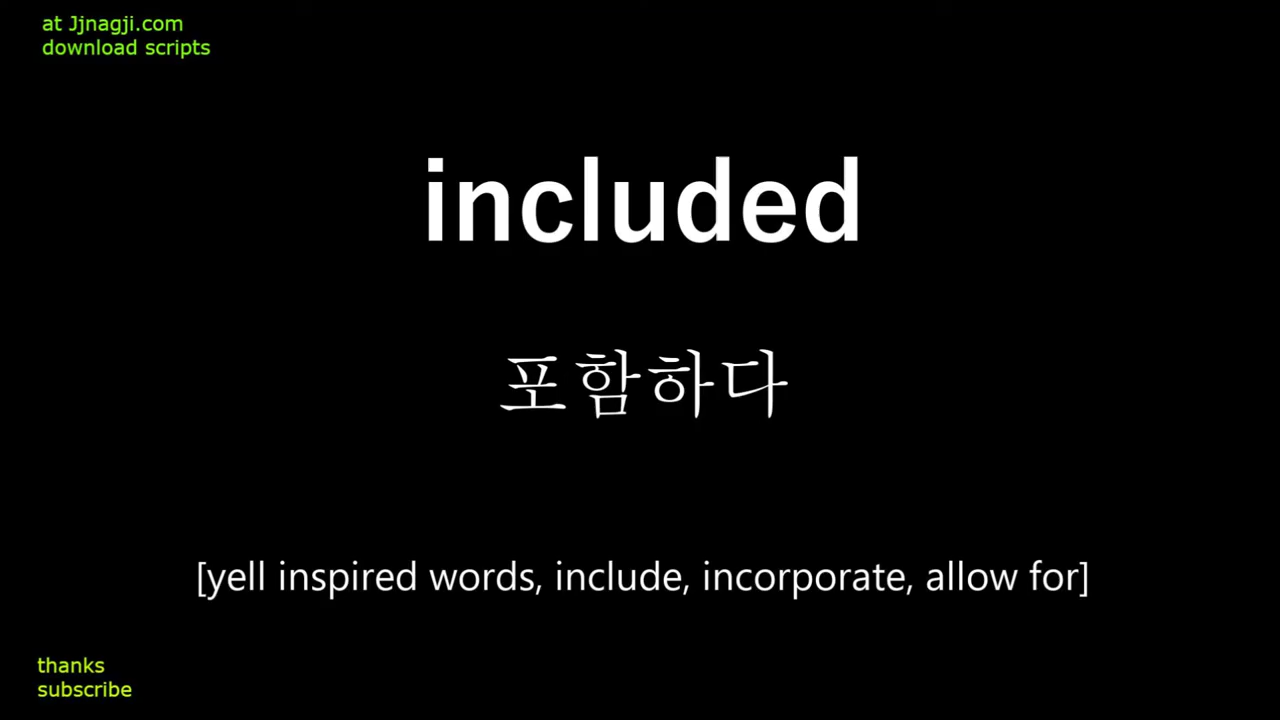 at Jjnagji.com
download scripts
included
포함하다
[yell inspired words, include, incorporate, allow for]
thanks
subscribe